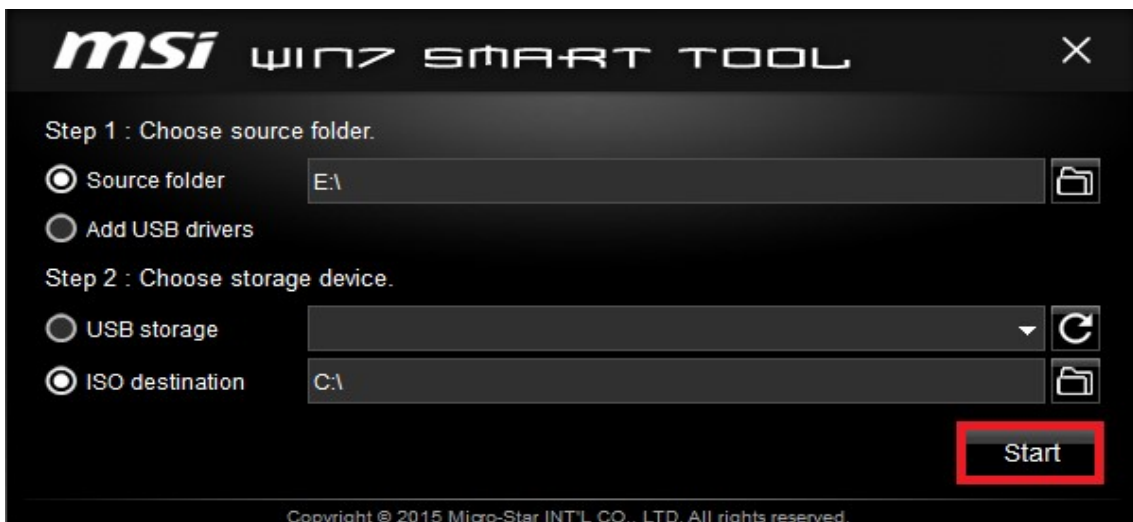 msi WIN7 SMART TOOL
Step 1 : Choose source folder.
Source folder E:\
Add USB drivers
Step 2 : Choose storage device.
USB storage
ISO destination C:\
Start
Copyright © 2015 Micro-Star INT'L CO., LTD. All rights reserved.